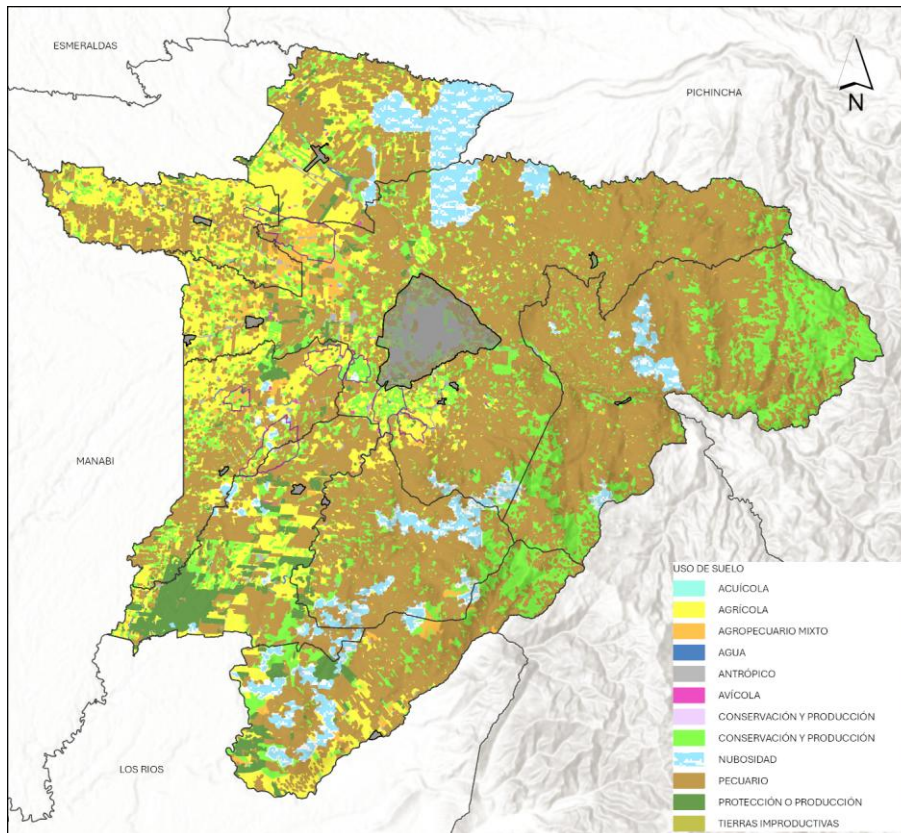 ESMERALDAS
PICHINCHA
N
MANABI
LOS RIOS
USO DE SUELO
ACUÍCOLA
AGRÍCOLA
AGROPECUARIO MIXTO
AGUA
ANTRÓPICO
AVÍCOLA
CONSERVACIÓN Y PRODUCCIÓN
CONSERVACIÓN Y PRODUCCIÓN
NUBOSIDAD
PECUARIO
PROTECCIÓN O PRODUCCIÓN
TIERRAS IMPRODUCTIVAS